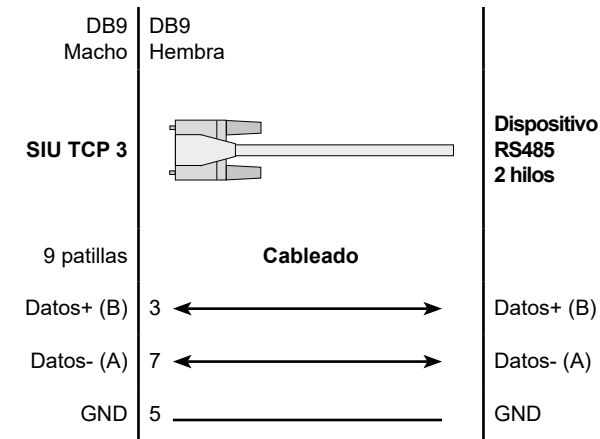 DB9 DB9
Macho Hembra
SIU TCP 3
Dispositivo
RS485
2 hilos
9 patillas Cableado
Datos+ (B) 3 Datos+ (B)
Datos- (A) 7 Datos- (A)
GND 5 GND